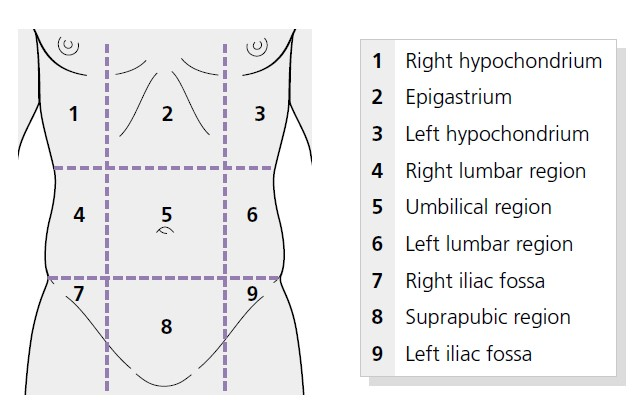 1 2 3
4 5 6
7 8 9
1 Right hypochondrium
2 Epigastrium
3 Left hypochondrium
4 Right lumbar region
5 Umbilical region
6 Left lumbar region
7 Right iliac fossa
8 Suprapubic region
9 Left iliac fossa